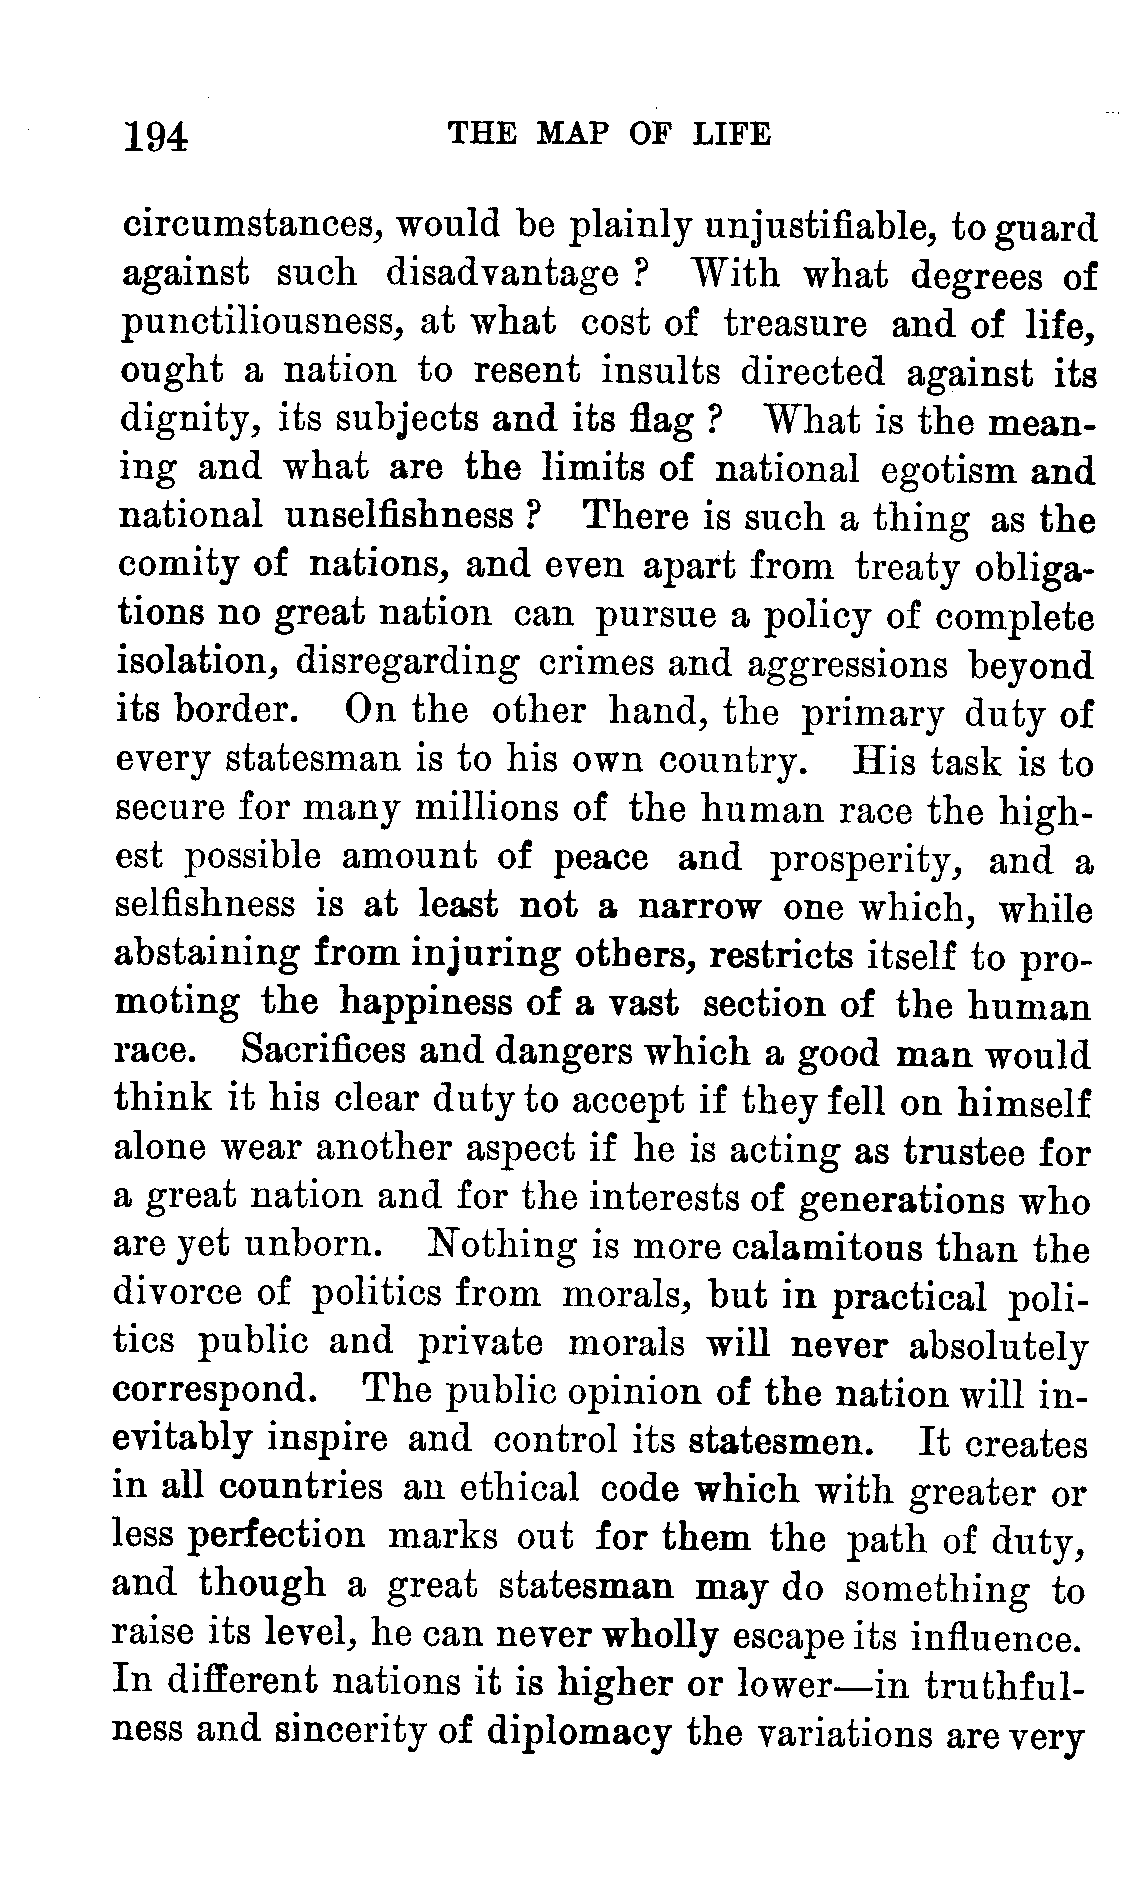 194 THE MAP OF LIFE
circumstances, would be plainly unjustifiable, to guard
against such disadvantage ? With what degrees of
punctiliousness, at what cost of treasure and of life,
ought a nation to resent insults directed against its
dignity, its subjects and its flag ? What is the mean-
ing and what are the limits of national egotism and
national unselfishness ? There is such a thing as the
comity of nations, and even apart from treaty obliga-
tions no great nation can pursue a policy of complete
isolation, disregarding crimes and aggressions beyond
its border. On the other hand, the primary duty of
every statesman is to his own country. His task is to
secure for many millions of the human race the high-
est possible amount of peace and prosperity, and a
selfishness is at least not a narrow one which, while
abstaining from injuring others, restricts itself to pro-
moting the happiness of a vast section of the human
race. Sacrifices and dangers which a good man would
think it his clear duty to accept if they fell on himself
alone wear another aspect if he is acting as trustee for
a great nation and for the interests of generations who
are yet unborn. Nothing is more calamitous than the
divorce of politics from morals, but in practical poli-
tics public and private morals will never absolutely
correspond. The public opinion of the nation will in-
evitably inspire and control its statesmen. It creates
in all countries an ethical code which with greater or
less perfection marks out for them the path of duty,
and though a great statesman may do something to
raise its level, he can never wholly escape its influence.
In different nations it is higher or lower—in truthful-
ness and sincerity of diplomacy the variations are very